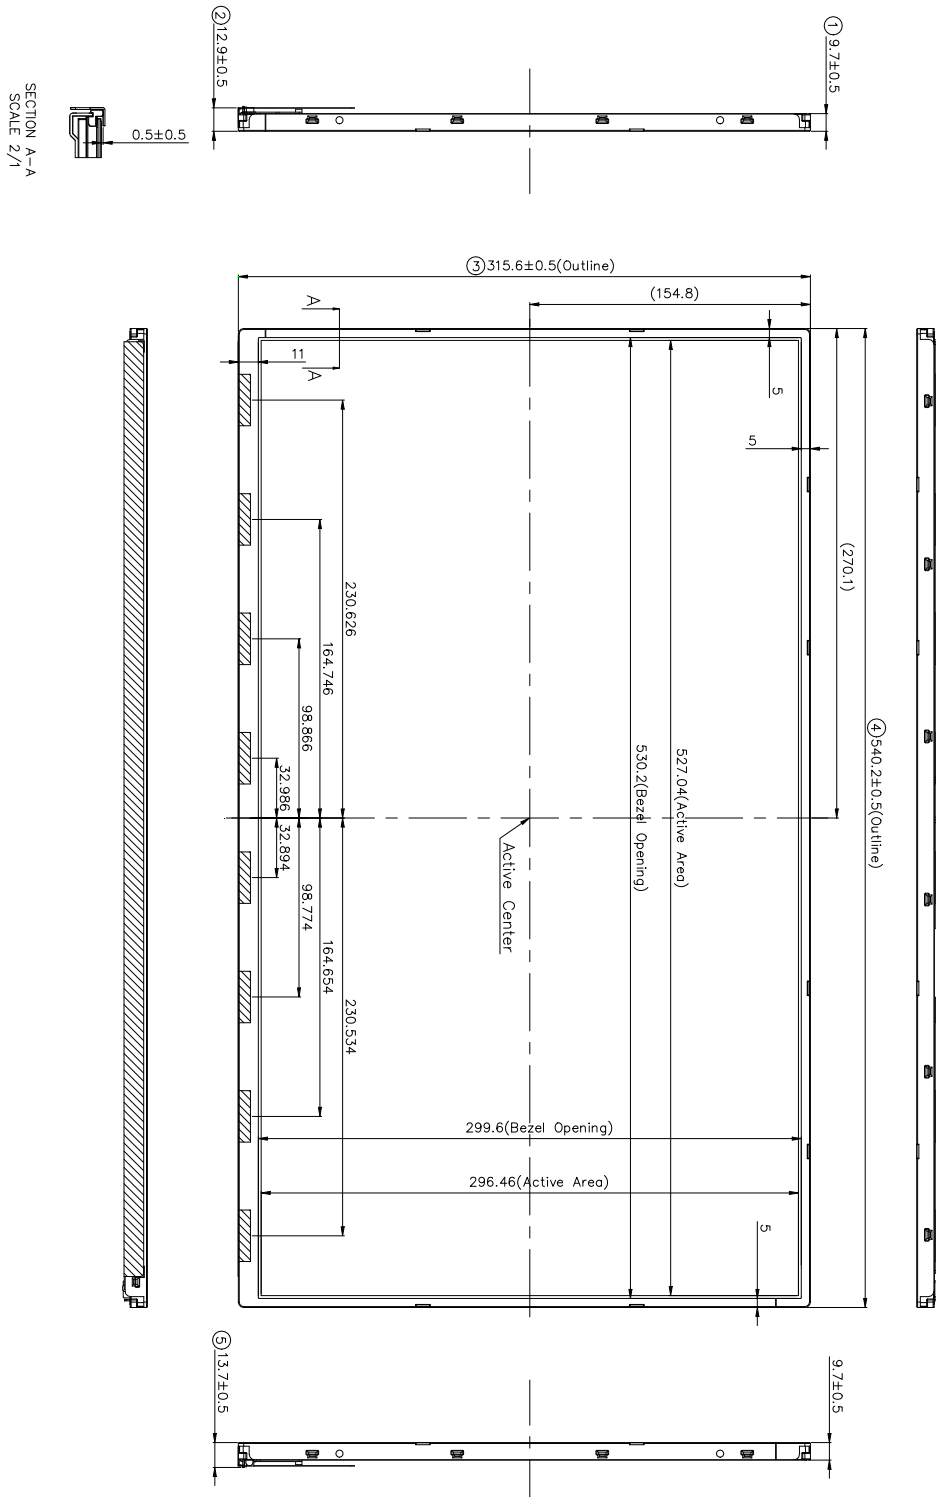 ②12.9±0.5
①9.7±0.5
0.5±0.5
SECTION A-A
SCALE 2/1
③315.6±0.5(Outline)
(154.8)
A
A
11
5
5
(270.1)
④540.2±0.5(Outline)
230.626
164.746
98.866
32.986
32.894
98.774
164.654
230.534
527.04(Active Area)
530.2(Bezel Opening)
Active Center
299.6(Bezel Opening)
296.46(Active Area)
5
⑤13.7±0.5
9.7±0.5